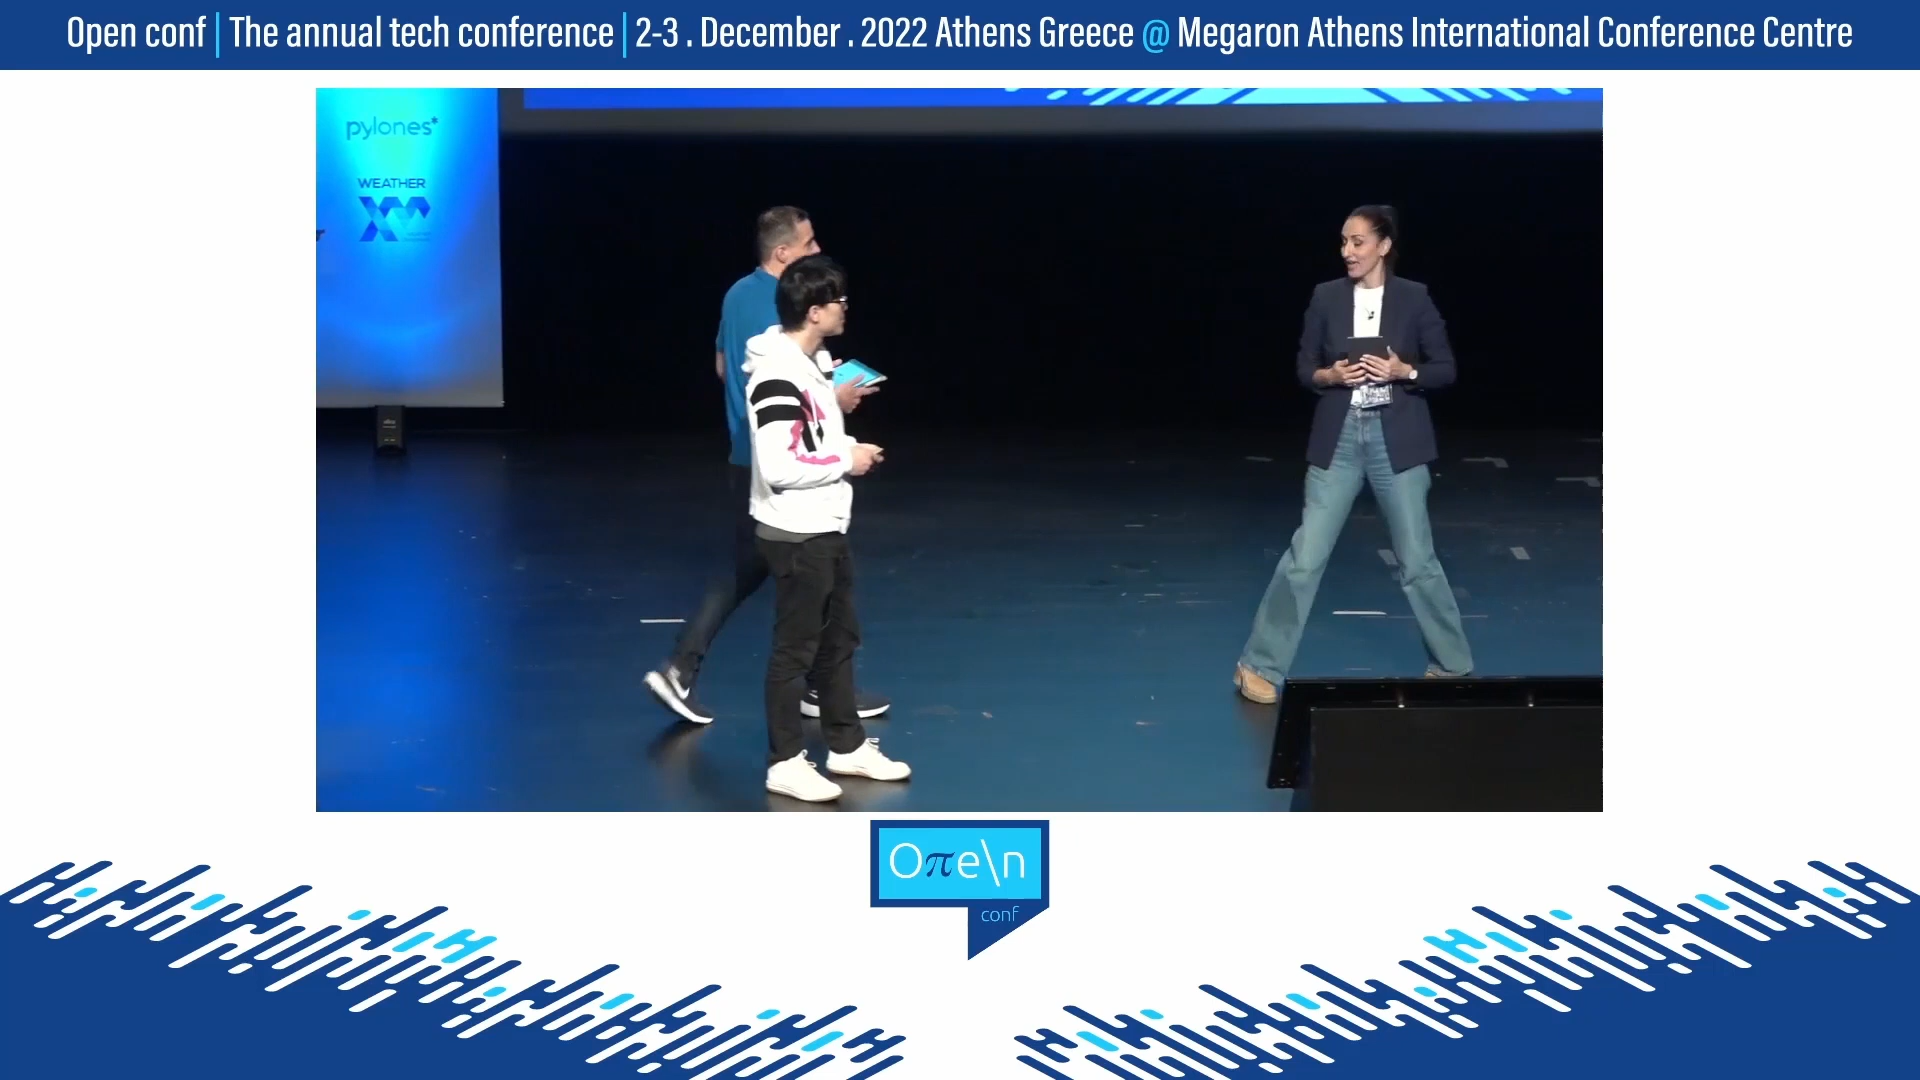 Open conf | The annual tech conference | 2-3 . December . 2022 Athens Greece @ Megaron Athens International Conference Centre
pylones*
WEATHER
XM
Oπe\n
conf